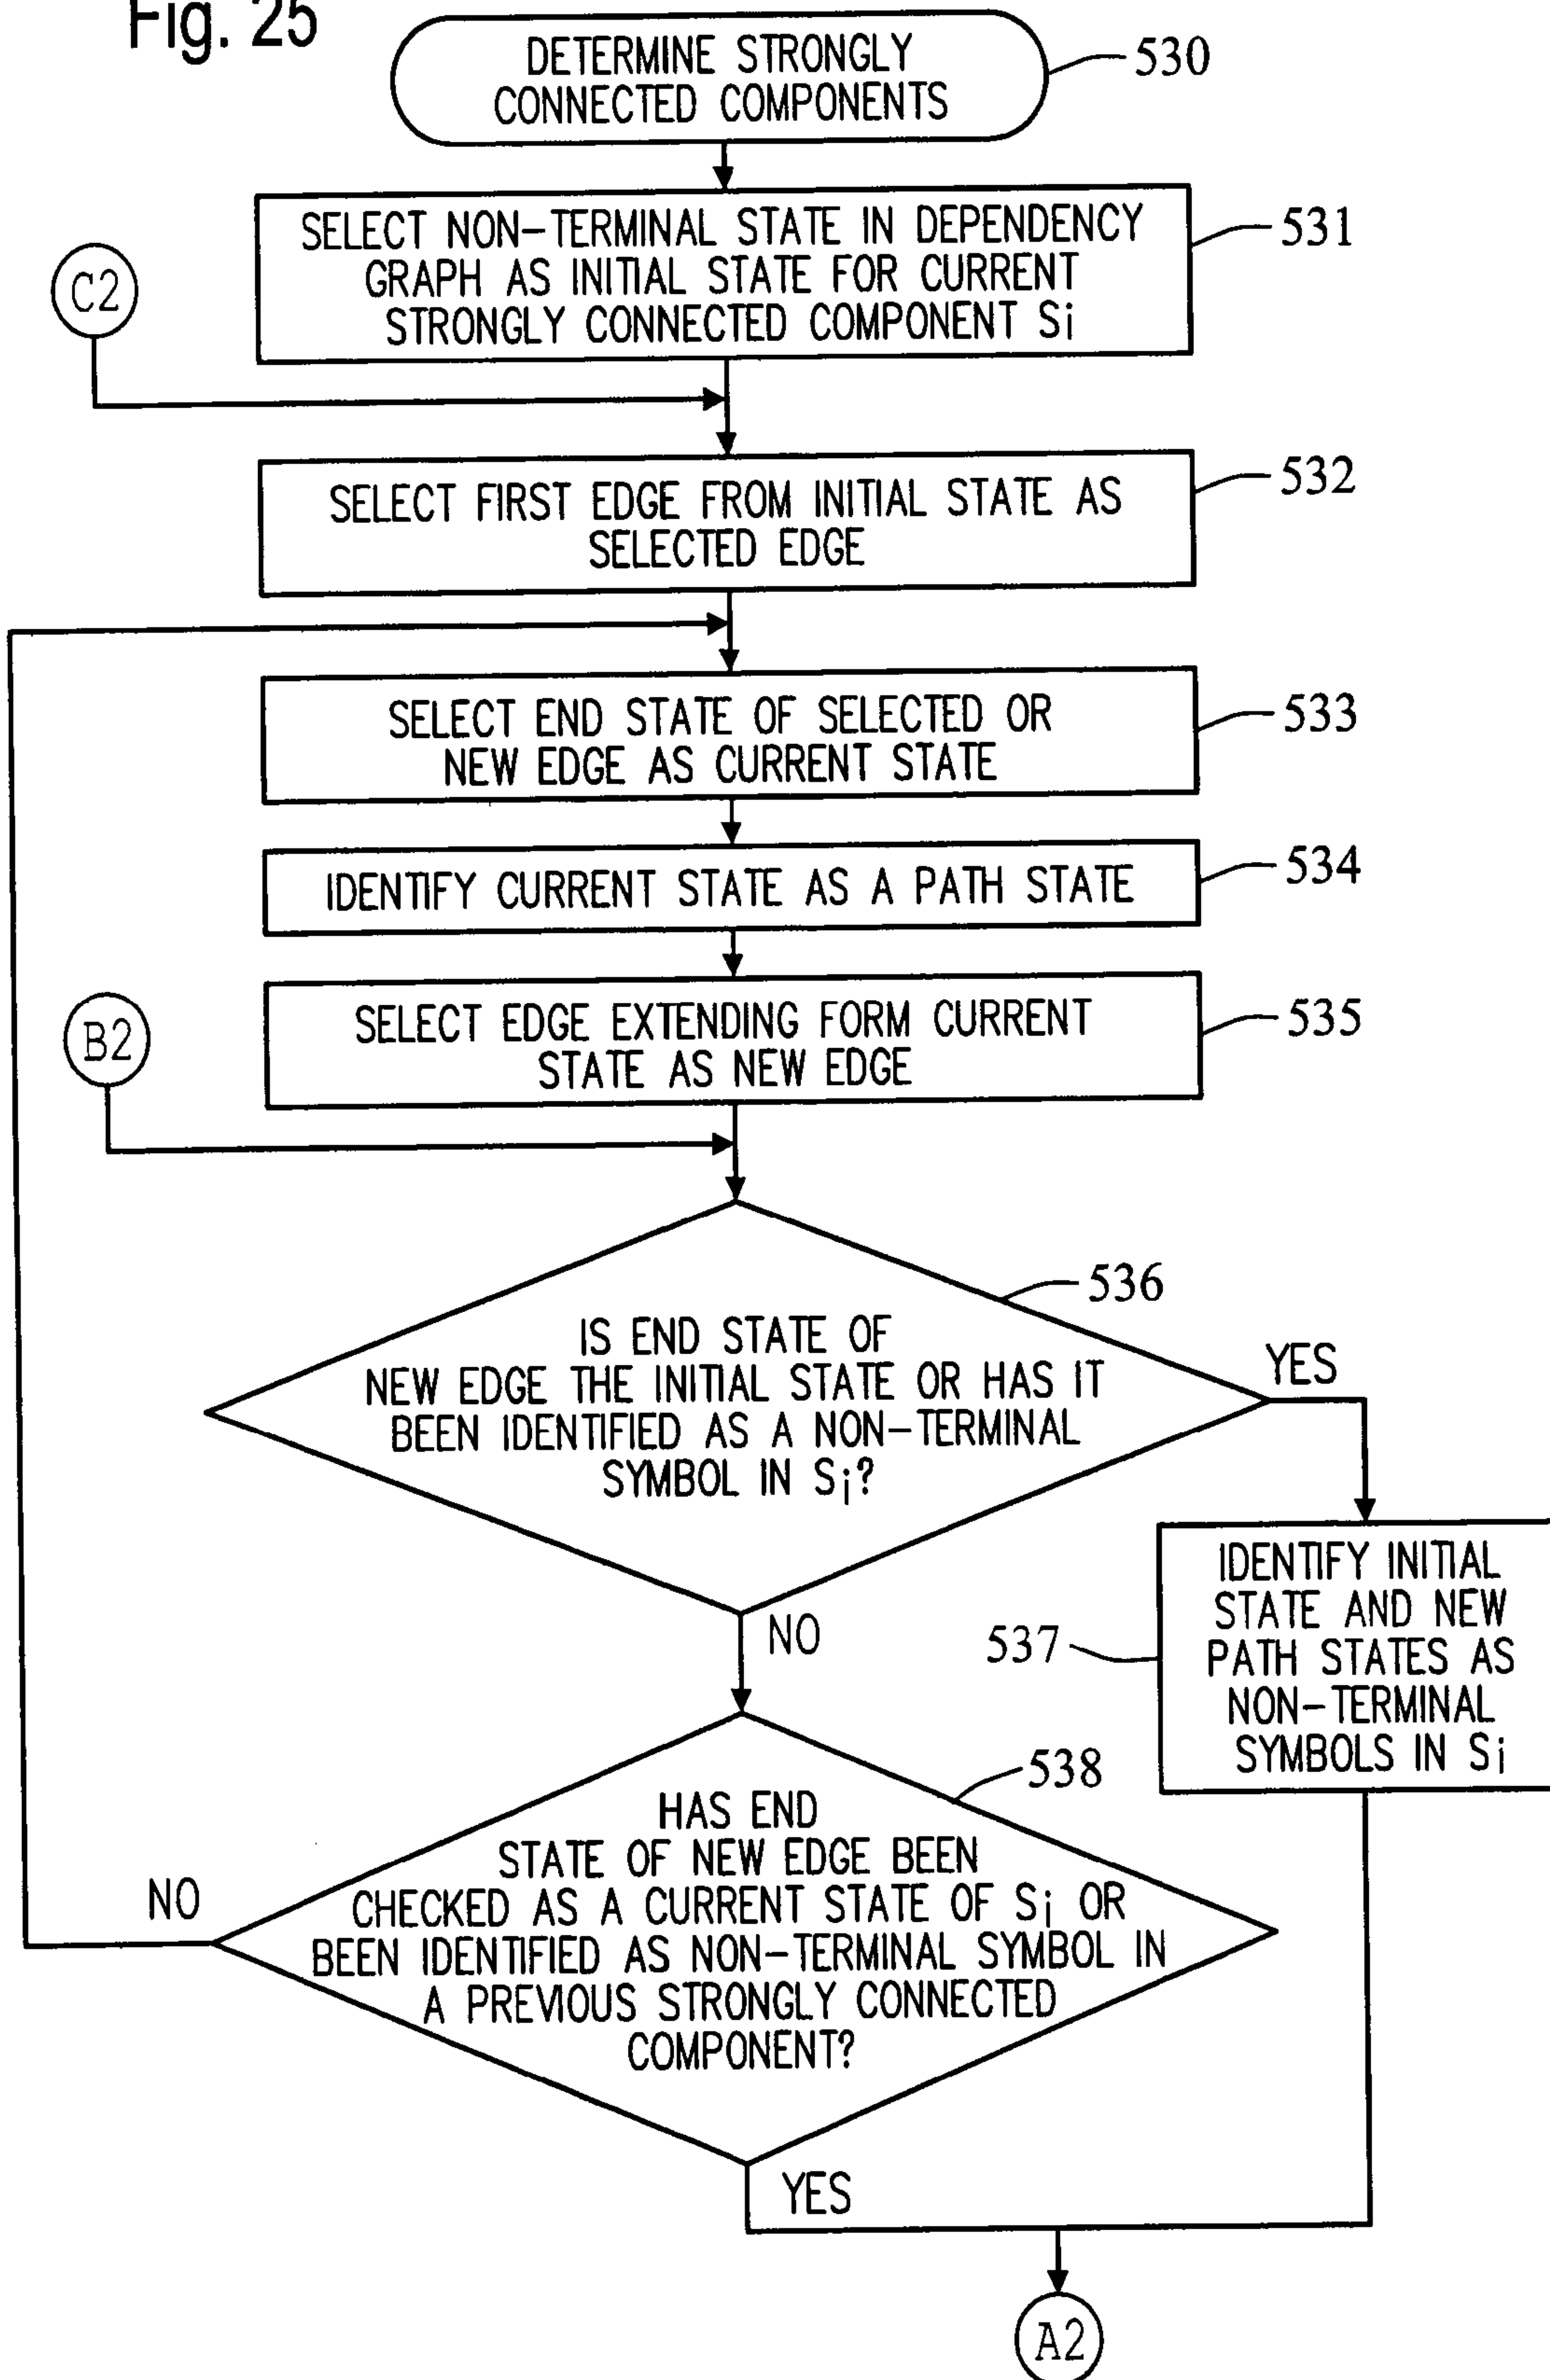 Fig. 25
DETERMINE STRONGLY
CONNECTED COMPONENTS
530
SELECT NON-TERMINAL STATE IN DEPENDENCY
GRAPH AS INITIAL STATE FOR CURRENT
STRONGLY CONNECTED COMPONENT Si
531
C2
SELECT FIRST EDGE FROM INITIAL STATE AS
SELECTED EDGE
532
SELECT END STATE OF SELECTED OR
NEW EDGE AS CURRENT STATE
533
IDENTIFY CURRENT STATE AS A PATH STATE
534
SELECT EDGE EXTENDING FORM CURRENT
STATE AS NEW EDGE
535
B2
536
IS END STATE OF
NEW EDGE THE INITIAL STATE OR HAS IT
BEEN IDENTIFIED AS A NON-TERMINAL
SYMBOL IN Si?
YES
NO
537
IDENTIFY INITIAL
STATE AND NEW
PATH STATES AS
NON-TERMINAL
SYMBOLS IN Si
538
HAS END
STATE OF NEW EDGE BEEN
CHECKED AS A CURRENT STATE OF Si OR
BEEN IDENTIFIED AS NON-TERMINAL SYMBOL IN
A PREVIOUS STRONGLY CONNECTED
COMPONENT?
NO
YES
A2